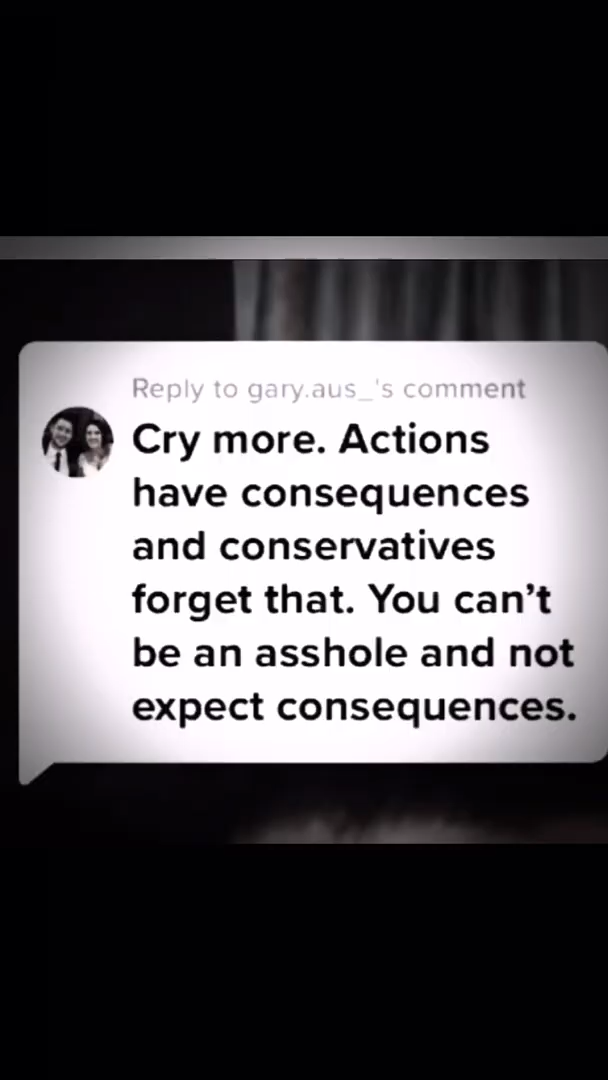 Reply to gary.aus_'s comment
Cry more. Actions
have consequences
and conservatives
forget that. You can’t
be an asshole and not
expect consequences.